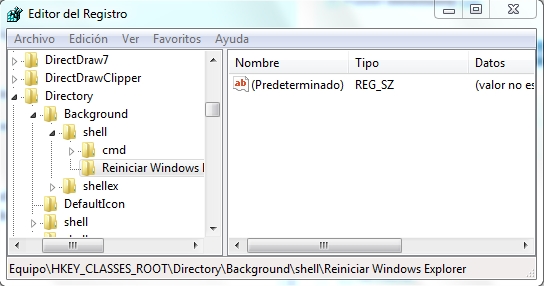 Editor del Registro
Archivo Edición Ver Favoritos Ayuda
DirectDraw7
DirectDrawClipper
Directory
Background
shell
cmd
Reiniciar Windows
shellex
DefaultIcon
shell
Nombre Tipo Datos
ab (Predeterminado) REG_SZ (valor no es
Equipo\HKEY_CLASSES_ROOT\Directory\Background\shell\Reiniciar Windows Explorer